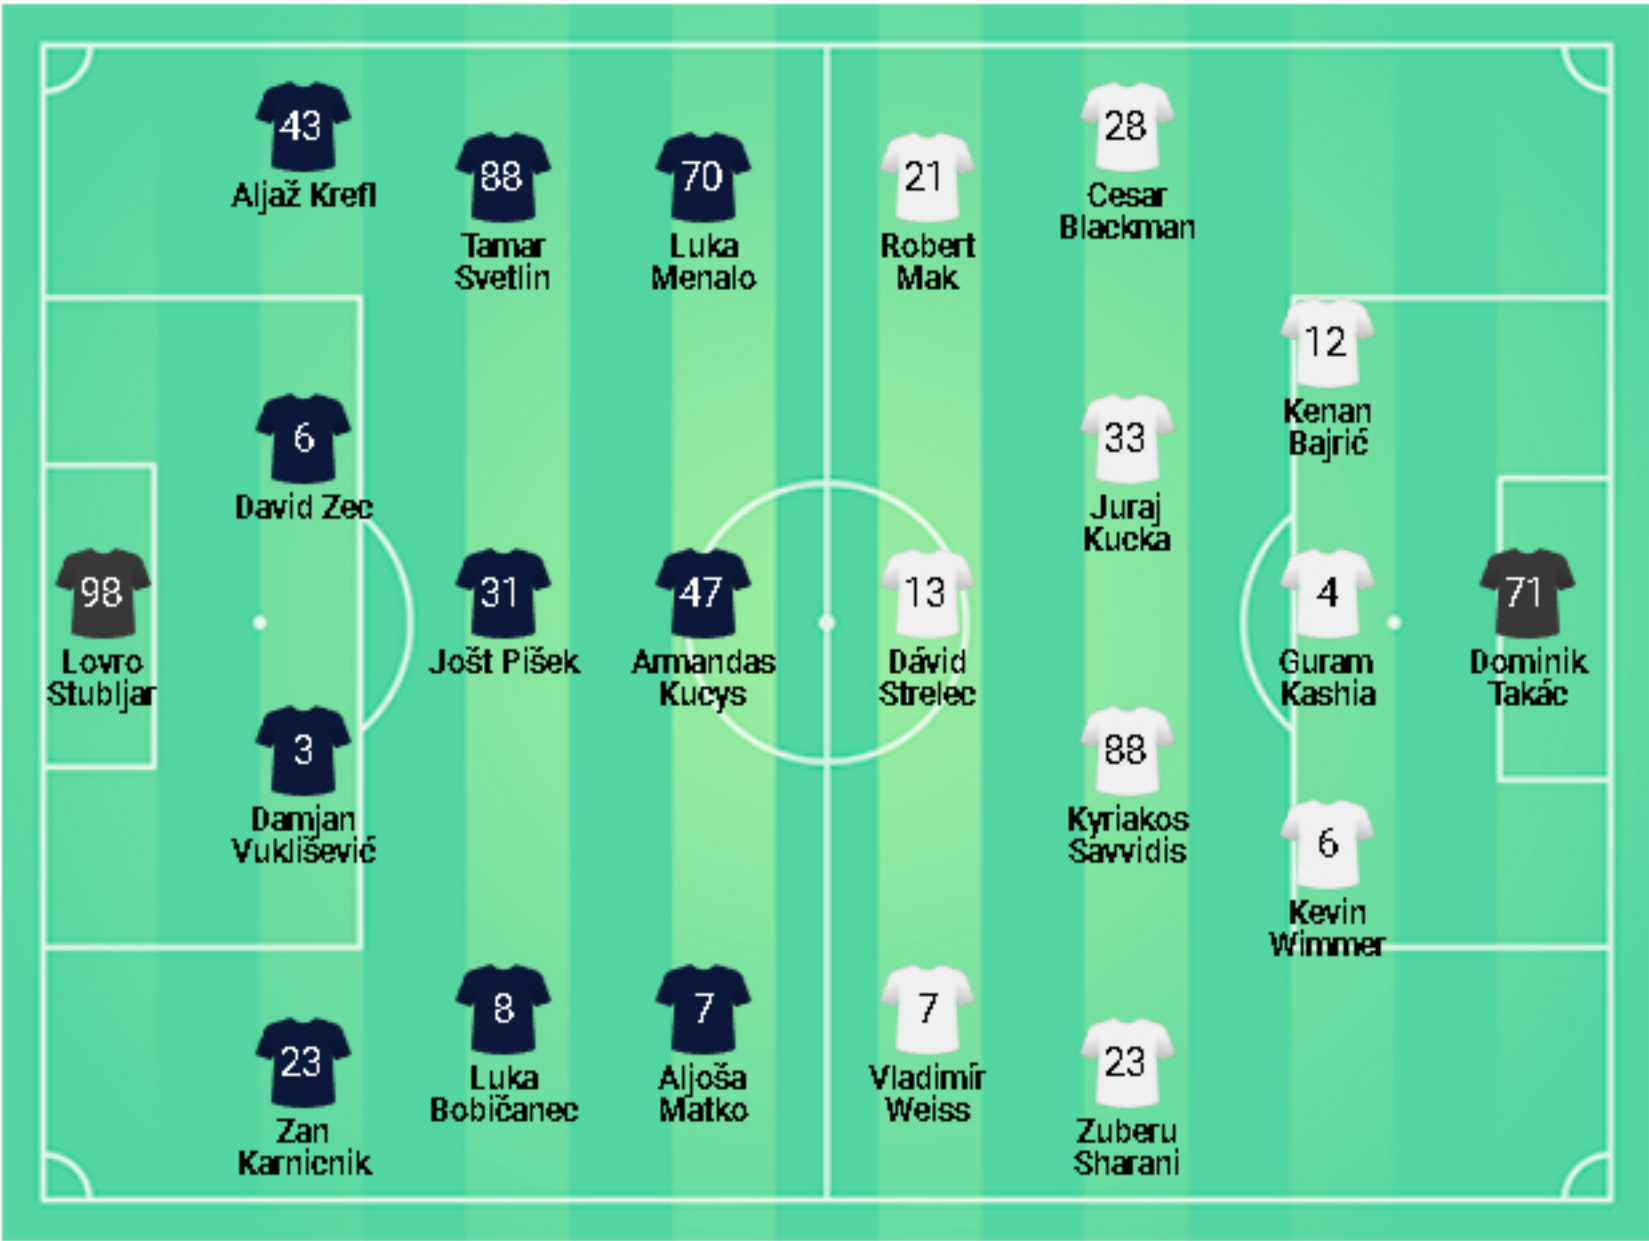 43
Aljaž Krefl
88
Tamar
Svetlin
70
Luka
Menalo
21
Robert
Mak
28
Cesar
Blackman
12
Kenan
Bajrić
6
David Zec
33
Juraj
Kucka
98
Lovro
Stubljar
31
Jošt Pišek
47
Armandas
Kucys
13
Dávid
Strelec
4
Guram
Kashia
71
Dominik
Takác
3
Damjan
Vuklišević
88
Kyriakos
Savvidis
6
Kevin
Wimmer
8
Luka
Bobičanec
7
Aljoša
Matko
7
Vladimír
Weiss
23
Zan
Karnicnik
23
Zuberu
Sharani